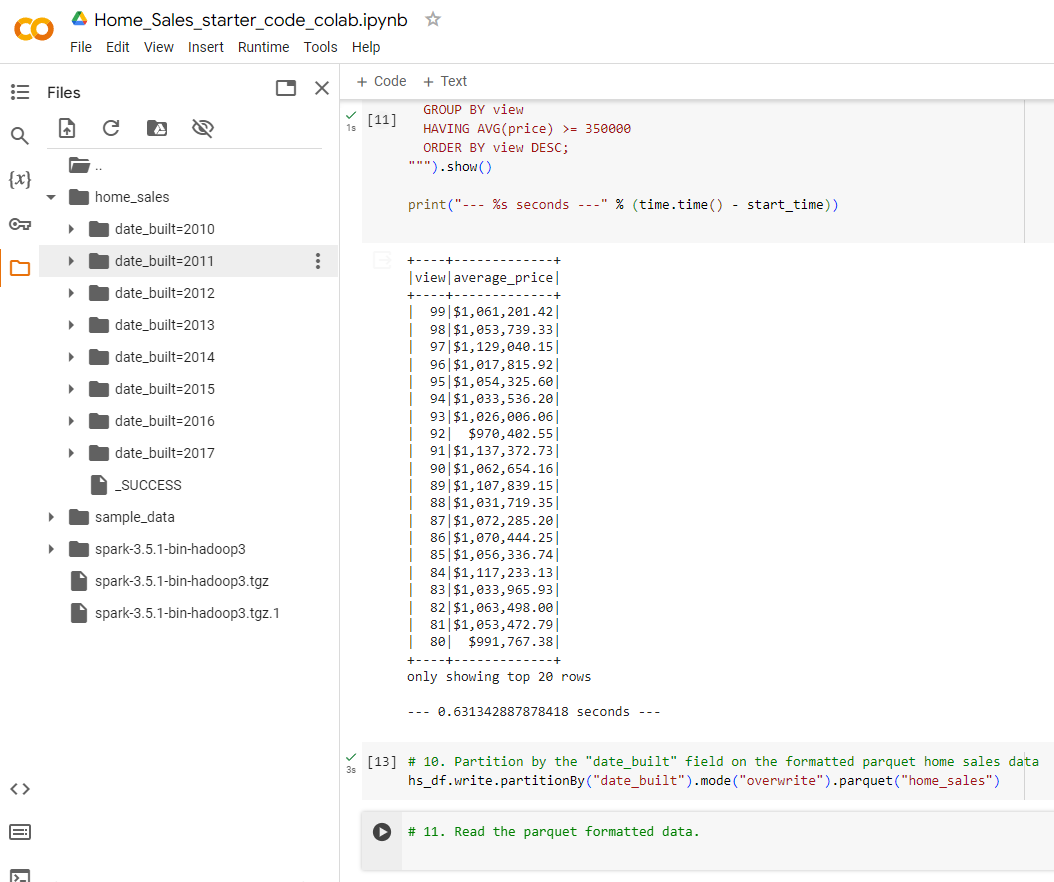 Home_Sales_starter_code_colab.ipynb
File Edit View Insert Runtime Tools Help
Files
..
home_sales
date_built=2010
date_built=2011
date_built=2012
date_built=2013
date_built=2014
date_built=2015
date_built=2016
date_built=2017
_SUCCESS
sample_data
spark-3.5.1-bin-hadoop3
spark-3.5.1-bin-hadoop3.tgz
spark-3.5.1-bin-hadoop3.tgz.1
{x}
+ Code + Text
1s [11] GROUP BY view
HAVING AVG(price) >= 350000
ORDER BY view DESC;
""").show()
print("--- %s seconds ---" % (time.time() - start_time))
+----+-------------+
|view|average_price|
+----+-------------+
|  99|$1,061,201.42|
|  98|$1,053,739.33|
|  97|$1,129,040.15|
|  96|$1,017,815.92|
|  95|$1,054,325.60|
|  94|$1,033,536.20|
|  93|$1,026,006.06|
|  92|  $970,402.55|
|  91|$1,137,372.73|
|  90|$1,062,654.16|
|  89|$1,107,839.15|
|  88|$1,031,719.35|
|  87|$1,072,285.20|
|  86|$1,070,444.25|
|  85|$1,056,336.74|
|  84|$1,117,233.13|
|  83|$1,033,965.93|
|  82|$1,063,498.00|
|  81|$1,053,472.79|
|  80|  $991,767.38|
+----+-------------+
only showing top 20 rows
--- 0.631342887878418 seconds ---
3s [13] # 10. Partition by the "date_built" field on the formatted parquet home sales data
hs_df.write.partitionBy("date_built").mode("overwrite").parquet("home_sales")
# 11. Read the parquet formatted data.